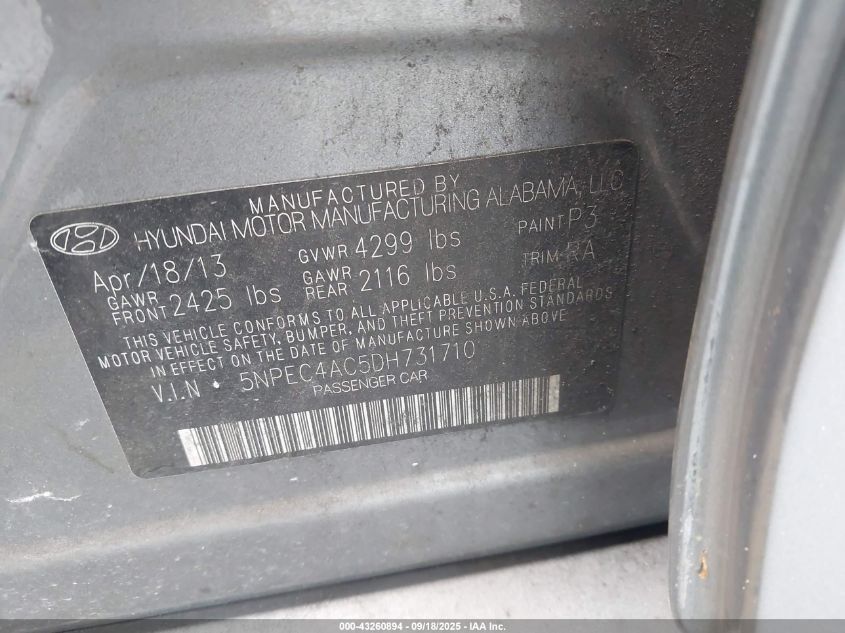 MANUFACTURED BY
HYUNDAI MOTOR MANUFACTURING ALABAMA, LLC
Apr/18/13 GVWR 4299 lbs PAINT P3
GAWR FRONT 2425 lbs GAWR REAR 2116 lbs TRIM RA
THIS VEHICLE CONFORMS TO ALL APPLICABLE U.S.A. FEDERAL
MOTOR VEHICLE SAFETY, BUMPER, AND THEFT PREVENTION STANDARDS
IN EFFECT ON THE DATE OF MANUFACTURE SHOWN ABOVE
V.I.N : 5NPEC4AC5DH731710
PASSENGER CAR
000-43260894 - 09/18/2025 - IAA Inc.